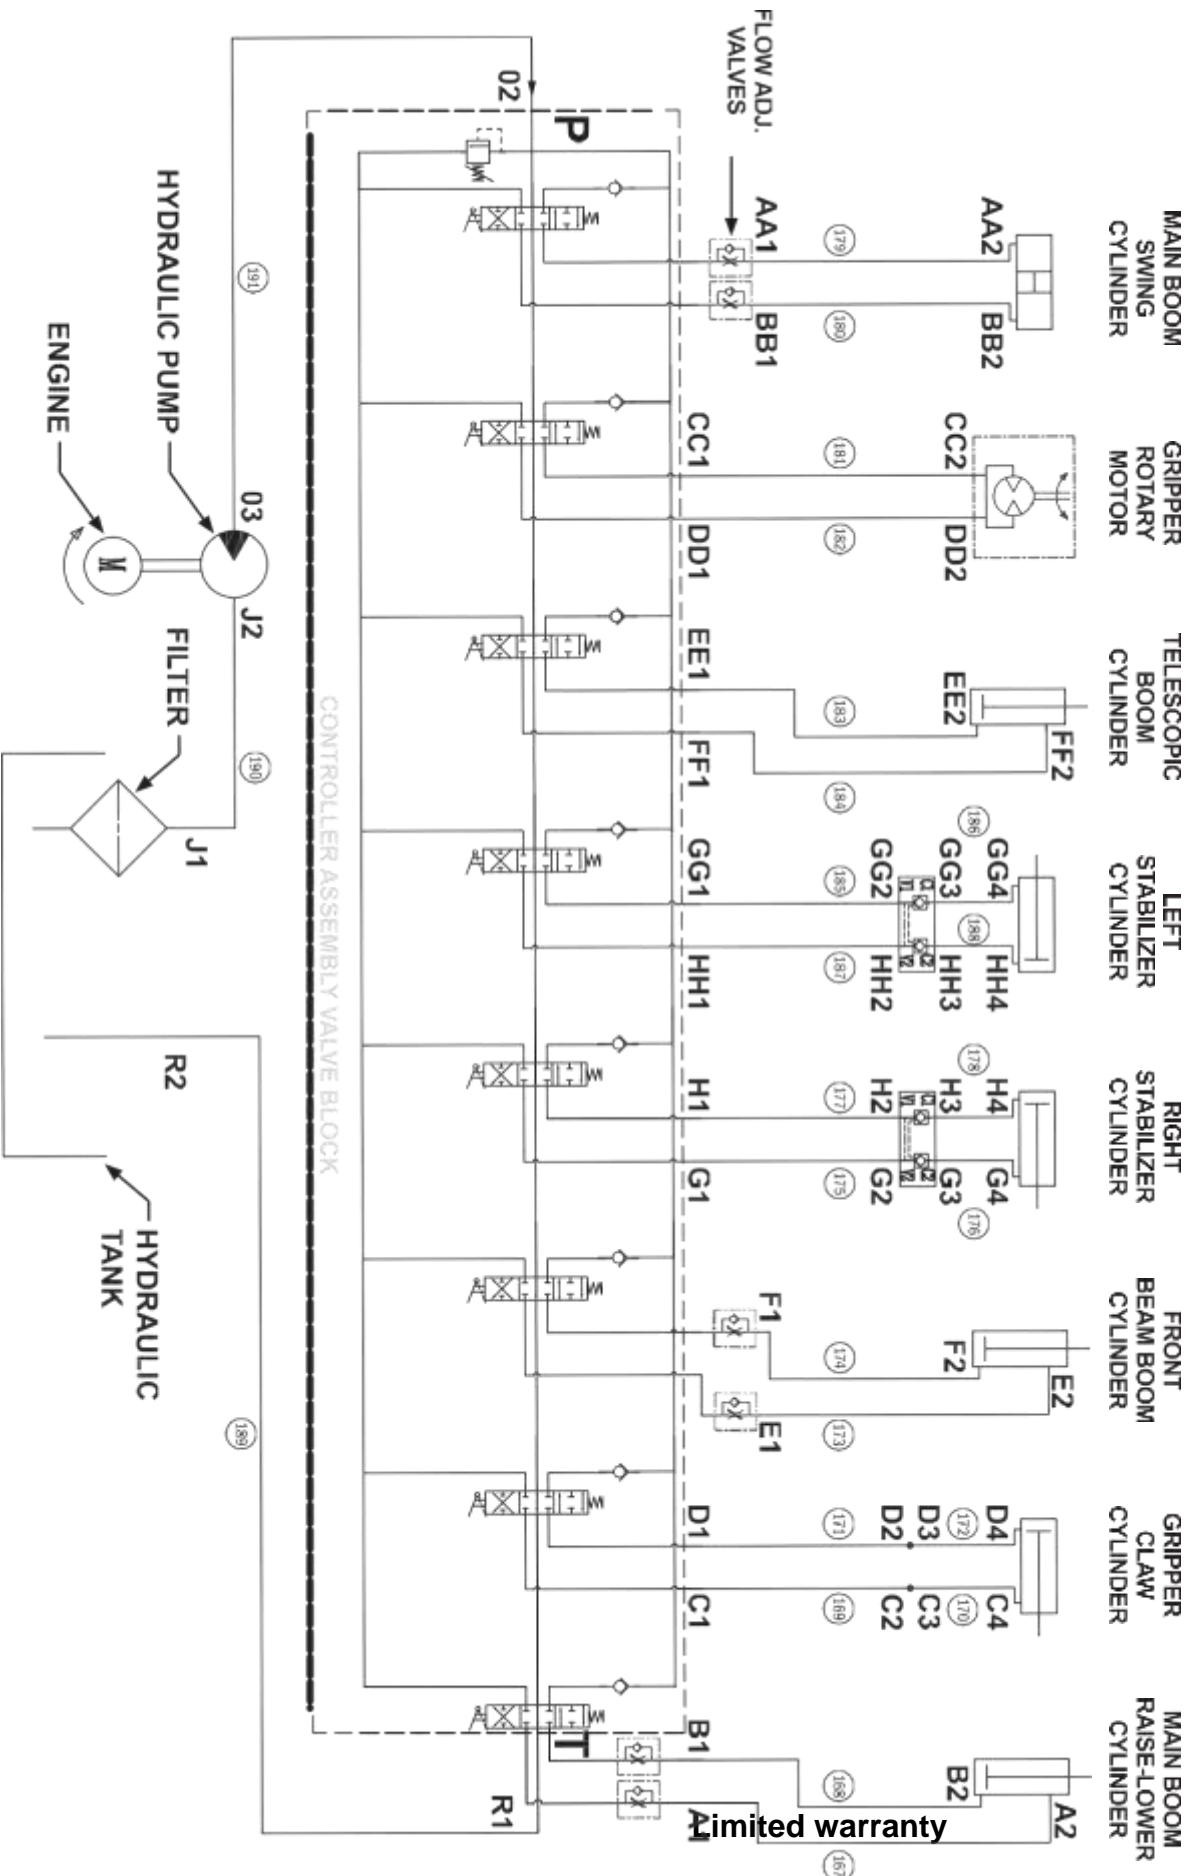 MAIN BOOM
SWING
CYLINDER
GRIPPER
ROTARY
MOTOR
TELESCOPIC
BOOM
CYLINDER
LEFT
STABILIZER
CYLINDER
RIGHT
STABILIZER
CYLINDER
FRONT
BEAM BOOM
CYLINDER
GRIPPER
CLAW
CYLINDER
MAIN BOOM
RAISE-LOWER
CYLINDER
AA2
BB2
CC2
DD2
EE2
FF2
GG4
HH4
H4
G4
F2
E2
D4
C4
B2
A2
186
188
178
176
172
170
GG3
HH3
H3
G3
D3
C3
C1
C2
V1
V2
GG2
HH2
H2
G2
D2
C2
179
180
181
182
183
184
185
187
177
175
174
173
171
169
168
167
FLOW ADJ.
VALVES
AA1
BB1
CC1
DD1
EE1
FF1
GG1
HH1
H1
G1
F1
E1
D1
C1
B1
A1
Limited warranty
P
T
02
R1
CONTROLLER ASSEMBLY VALVE BLOCK
191
03
J2
190
189
HYDRAULIC PUMP
FILTER
J1
R2
HYDRAULIC
TANK
ENGINE
M